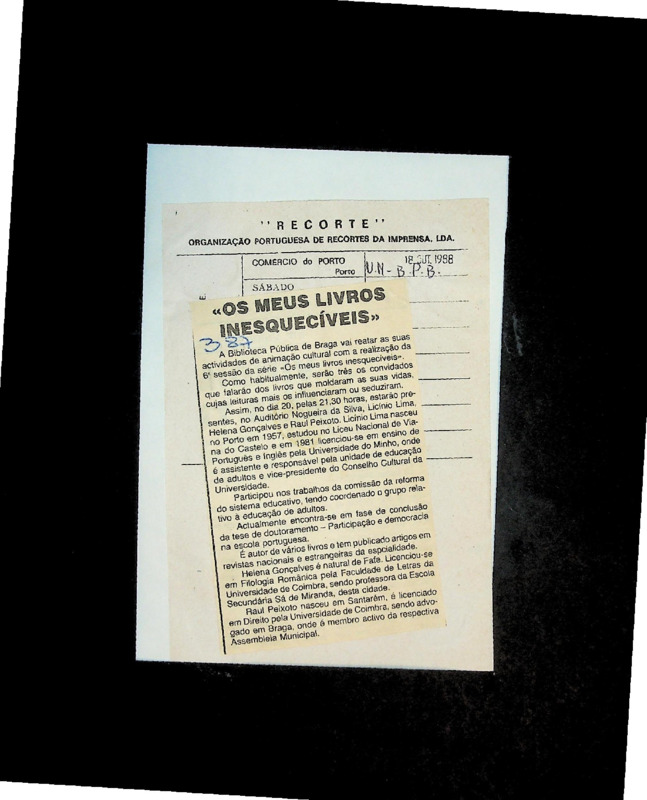 "RECORTE"
ORGANIZAÇÃO PORTUGUESA DE RECORTES DA IMPRENSA, LDA.
COMERCIO do PORTO
Porto
18 OUT. 1988
U.N - B.P.B.
SÁBADO
«OS MEUS LIVROS
INESQUECÍVEIS»
387
A Biblioteca Pública de Braga vai reatar as suas
actividades de animação cultural com a realização da
6ª sessão da série «Os meus livros inesquecíveis».
Como habitualmente, serão três os convidados
que falarão dos livros que moldaram as suas vidas,
cujas leituras mais os influenciaram ou seduziram.
Assim, no dia 20, pelas 21,30 horas, estarão pre-
sentes, no Auditório Nogueira da Silva, Licínio Lima,
Helena Gonçalves e Raul Peixoto. Licínio Lima nasceu
no Porto em 1957, estudou no Liceu Nacional de Via-
na do Castelo e em 1981 licenciou-se em ensino de
Português e Inglês pela Universidade do Minho, onde
é assistente e responsável pela unidade de educação
de adultos e vice-presidente do Conselho Cultural da
Universidade.
Participou nos trabalhos da comissão da reforma
do sistema educativo, tendo coordenado o grupo rela-
tivo à educação de adultos.
Actualmente encontra-se em fase de conclusão
da tese de doutoramento – Participação e democracia
na escola portuguesa.
É autor de vários livros e tem publicado artigos em
revistas nacionais e estrangeiras da espcialidade.
Helena Gonçalves é natural de Fafe. Licenciou-se
em Filologia Românica pela Faculdade de Letras da
Universidade de Coimbra, sendo professora da Escola
Secundária Sá de Miranda, desta cidade.
Raul Peixoto nasceu em Santarém, é licenciado
em Direito pela Universidade de Coimbra, sendo advo-
gado em Braga, onde é membro activo da respectiva
Assembleia Municipal.